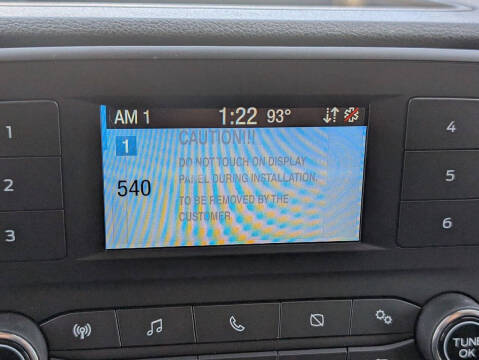 AM 1 1:22 93°
1
CAUTION!!!
DO NOT TOUCH ON DISPLAY
PANEL DURING INSTALLATION.
540
TO BE REMOVED BY THE
CUSTOMER
1
2
3
4
5
6
TUNE
OK